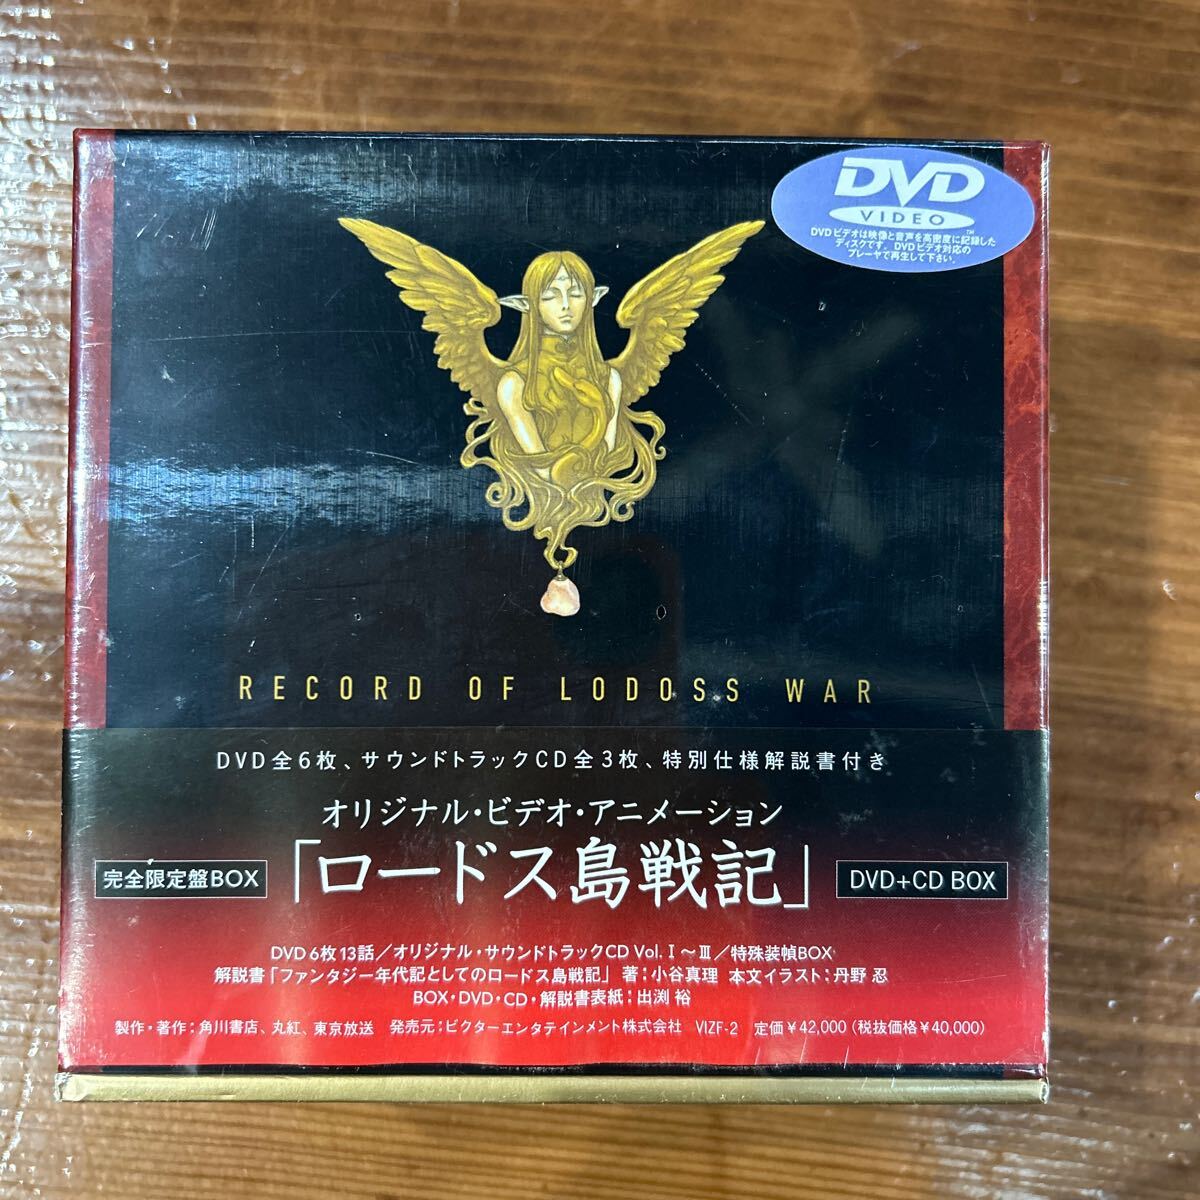 DVD
VIDEO
TM
DVDビデオは映像と音声を高密度に記録した
ディスクです。DVDビデオ対応の
プレーヤで再生して下さい。
RECORD OF LODOSS WAR
DVD全6枚、サウンドトラックCD全3枚、特別仕様解説書付き
オリジナル・ビデオ・アニメーション
完全限定盤BOX 「ロードス島戦記」 DVD+CD BOX
DVD 6枚 13話／オリジナル・サウンドトラックCD Vol. I〜III／特殊装幀BOX
解説書「ファンタジー年代記としてのロードス島戦記」 著：小谷真理 本文イラスト：丹野 忍
BOX・DVD・CD・解説書表紙：出渕 裕
製作・著作：角川書店、丸紅、東京放送 発売元：ビクターエンタテインメント株式会社 VIZF-2 定価￥42,000（税抜価格￥40,000）